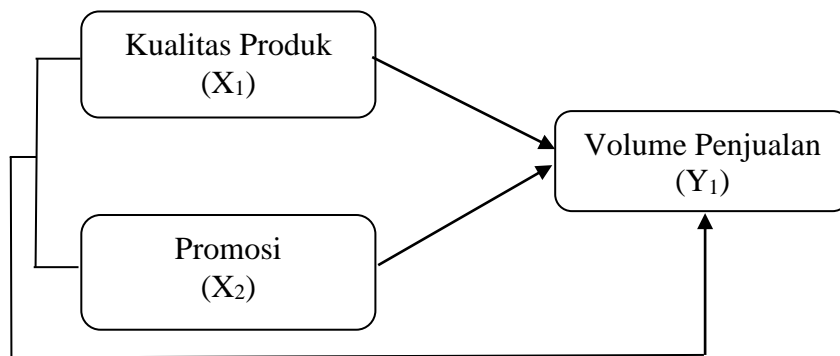 Kualitas Produk
(X₁)
Volume Penjualan
(Y₁)
Promosi
(X₂)